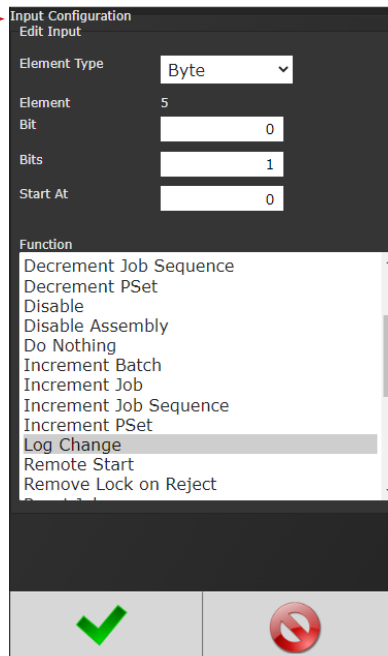 Input Configuration
Edit Input
Element Type Byte
Element 5
Bit 0
Bits 1
Start At 0
Function
Decrement Job Sequence
Decrement PSet
Disable
Disable Assembly
Do Nothing
Increment Batch
Increment Job
Increment Job Sequence
Increment PSet
Log Change
Remote Start
Remove Lock on Reject